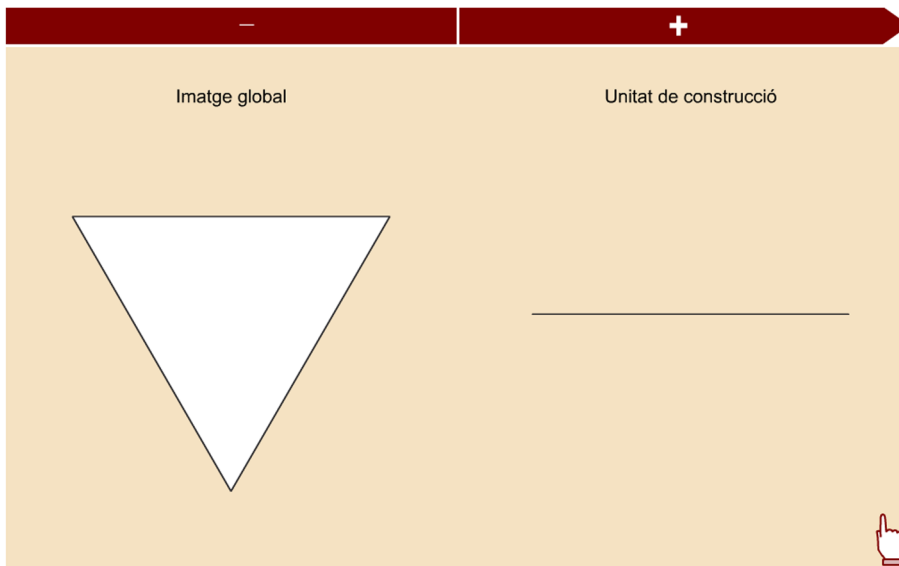 – +
Imatge global Unitat de construcció